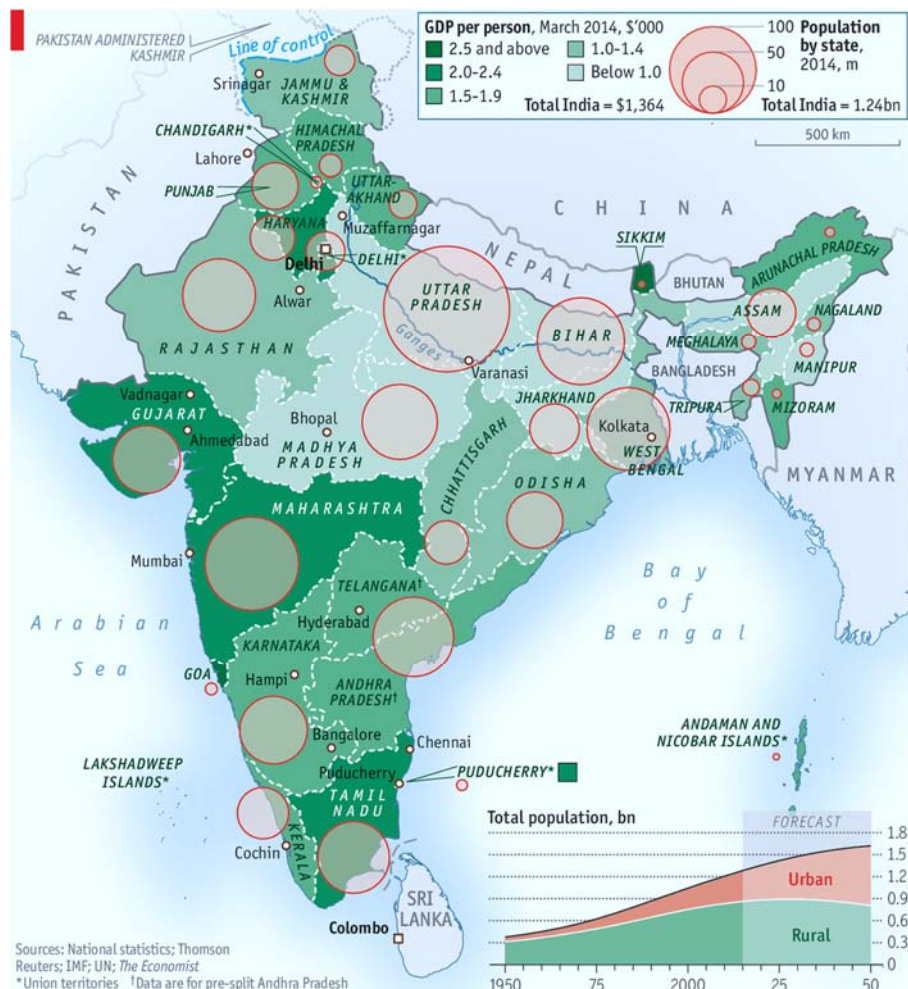 PAKISTAN ADMINISTERED
KASHMIR
Line of control
GDP per person, March 2014, $'000
2.5 and above
2.0-2.4
1.5-1.9
1.0-1.4
Below 1.0
Total India = $1,364
100
50
10
Population
by state,
2014, m
Total India = 1.24bn
500 km
Srinagar
JAMMU &
KASHMIR
CHANDIGARH*
HIMACHAL
PRADESH
Lahore
PUNJAB
UTTAR-
AKHAND
HARYANA
Muzaffarnagar
Delhi
DELHI*
PAKISTAN
CHINA
NEPAL
SIKKIM
BHUTAN
ARUNACHAL PRADESH
Alwar
UTTAR
PRADESH
ASSAM
NAGALAND
RAJASTHAN
Ganges
BIHAR
MEGHALAYA
Varanasi
BANGLADESH
MANIPUR
Vadnagar
GUJARAT
Bhopal
JHARKHAND
TRIPURA
MIZORAM
Ahmedabad
MADHYA
PRADESH
Kolkata
WEST
BENGAL
CHHATTISGARH
ODISHA
MYANMAR
MAHARASHTRA
Mumbai
TELANGANA†
Hyderabad
Bay
of
Bengal
Arabian
Sea
KARNATAKA
GOA
Hampi
ANDHRA
PRADESH†
Bangalore
Chennai
LAKSHADWEEP
ISLANDS*
Puducherry
PUDUCHERRY*
ANDAMAN AND
NICOBAR ISLANDS*
TAMIL
NADU
KERALA
Cochin
SRI
LANKA
Colombo
Total population, bn
FORECAST
1.8
1.5
1.2
0.9
0.6
0.3
0
Urban
Rural
1950
75
2000
25
50
Sources: National statistics; Thomson
Reuters; IMF; UN; The Economist
*Union territories †Data are for pre-split Andhra Pradesh